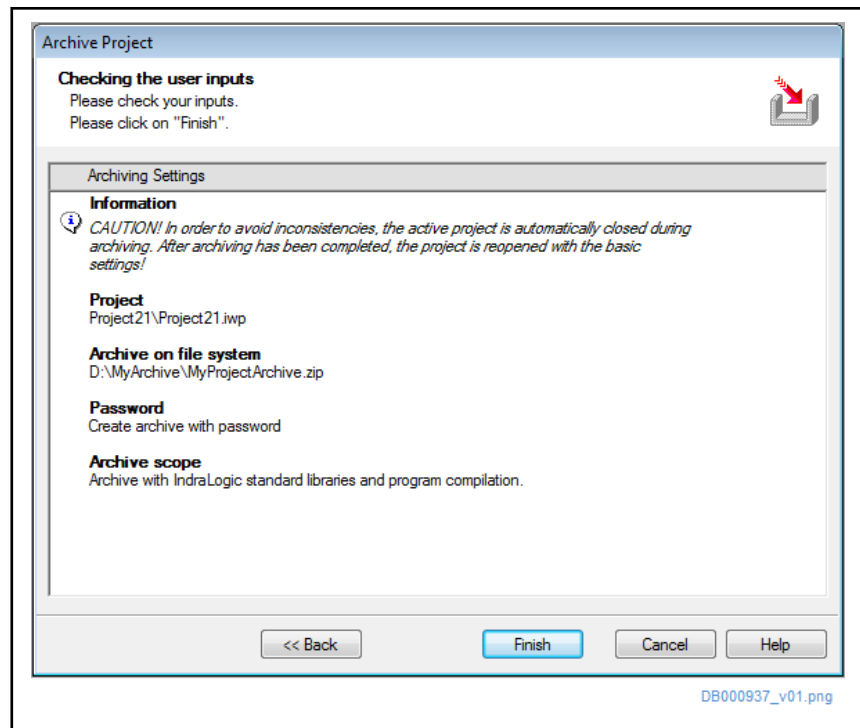 Archive Project
Checking the user inputs
Please check your inputs.
Please click on "Finish".
Archiving Settings
Information
CAUTION! In order to avoid inconsistencies, the active project is automatically closed during
archiving. After archiving has been completed, the project is reopened with the basic
settings!
Project
Project21\Project21.iwp
Archive on file system
D:\MyArchive\MyProjectArchive.zip
Password
Create archive with password
Archive scope
Archive with IndraLogic standard libraries and program compilation.
<< Back Finish Cancel Help
DB000937_v01.png